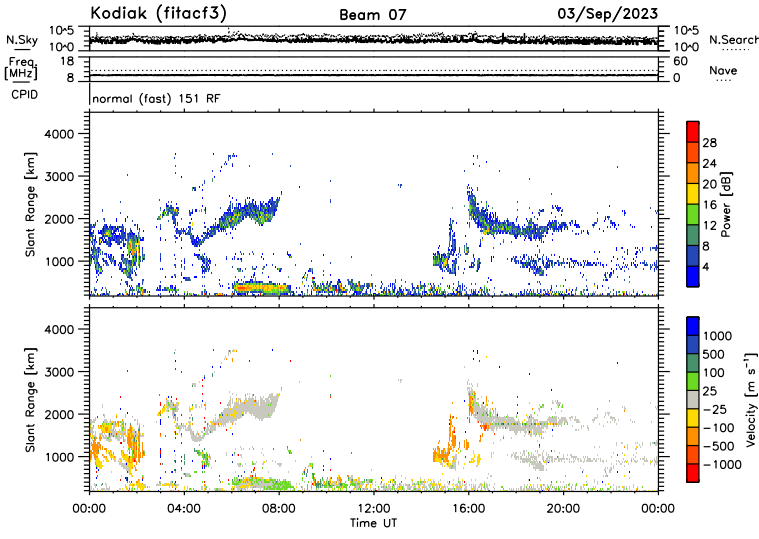 Kodiak (fitacf3) Beam 07 03/Sep/2023
N.Sky 10^5 10^0 10^5 10^0 N.Search
Freq. [MHz] 18 8 60 0 Nave
CPID normal (fast) 151 RF
Slant Range [km] 4000 3000 2000 1000
28 24 20 16 12 8 4 Power [dB]
Slant Range [km] 4000 3000 2000 1000
1000 500 100 25 −25 −100 −500 −1000 Velocity [m s^-1]
00:00 04:00 08:00 12:00 16:00 20:00 00:00
Time UT